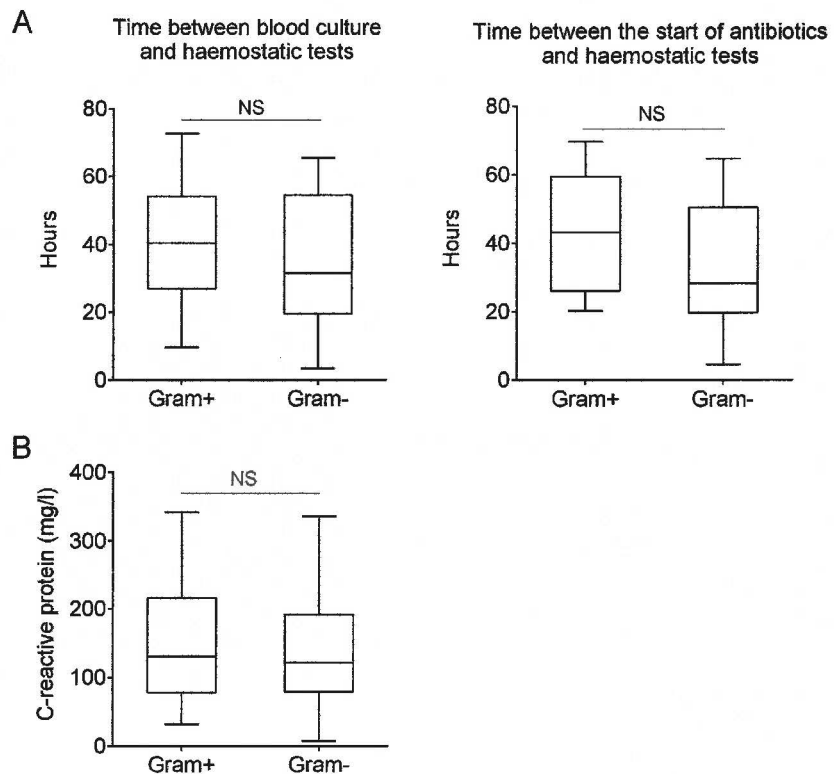 A
Time between blood culture
and haemostatic tests
NS
80
60
40
20
0
Hours
Gram+ Gram-
Time between the start of antibiotics
and haemostatic tests
NS
80
60
40
20
0
Hours
Gram+ Gram-
B
NS
400
300
200
100
0
C-reactive protein (mg/l)
Gram+ Gram-